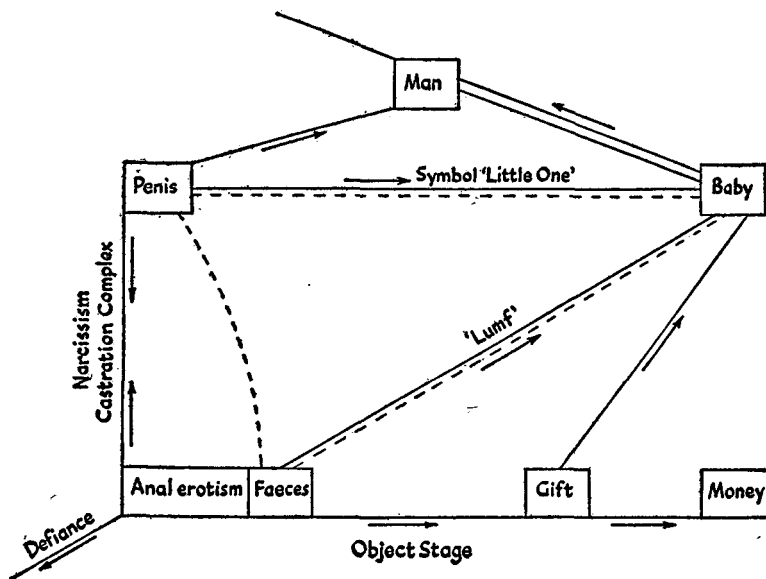 Man
Penis
Symbol 'Little One'
Baby
Narcissism
Castration Complex
'Lumf'
Anal erotism
Faeces
Gift
Money
Defiance
Object Stage